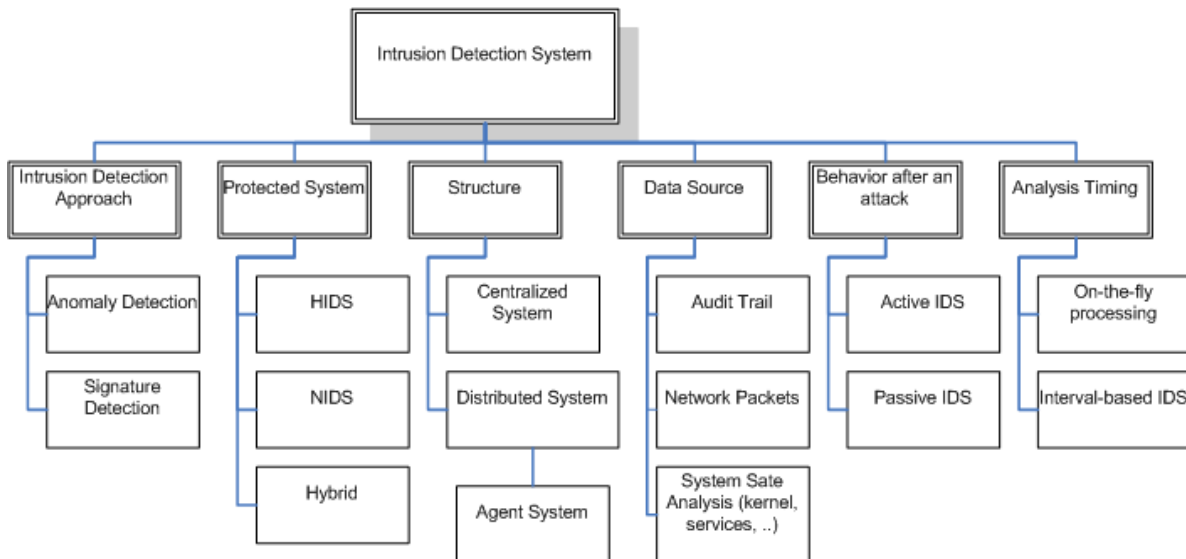 Intrusion Detection System
Intrusion Detection
Approach
Protected System
Structure
Data Source
Behavior after an
attack
Analysis Timing
Anomaly Detection
Signature
Detection
HIDS
NIDS
Hybrid
Centralized
System
Distributed System
Agent System
Audit Trail
Network Packets
System Sate
Analysis (kernel,
services, ..)
Active IDS
Passive IDS
On-the-fly
processing
Interval-based IDS